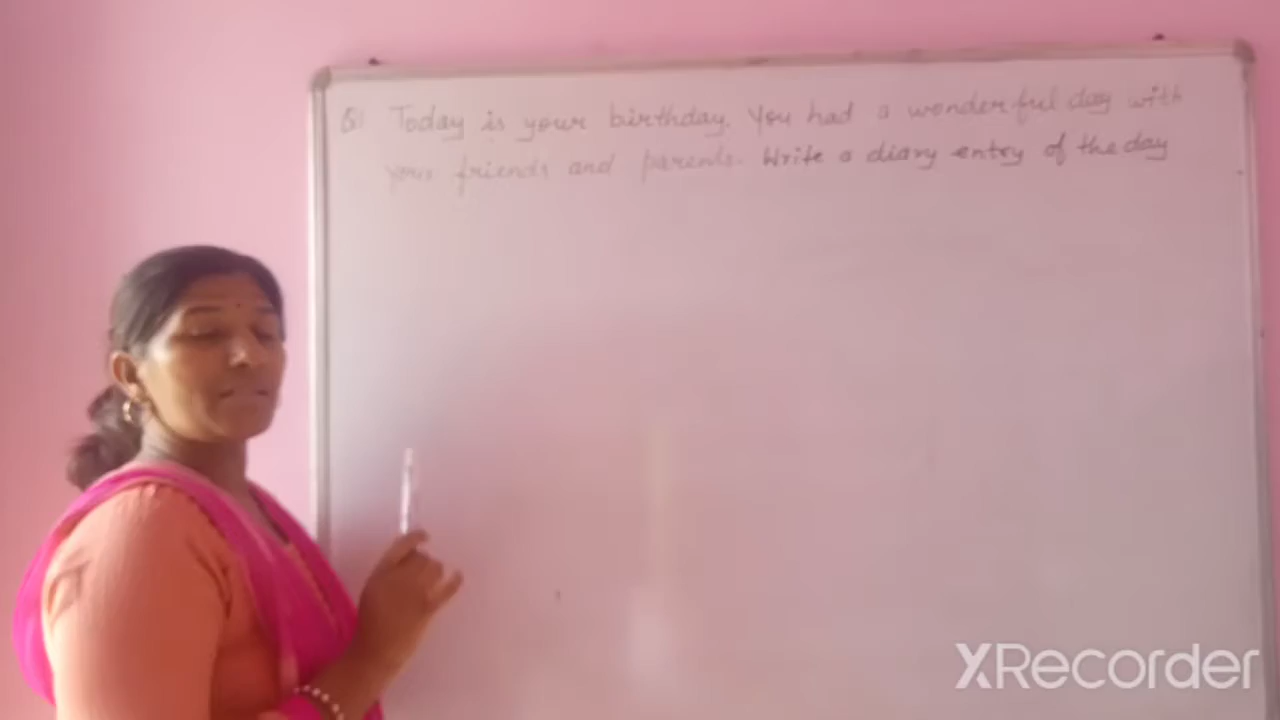 Q) Today is your birthday. You had a wonderful day with
your friends and parents. Write a diary entry of the day
XRecorder